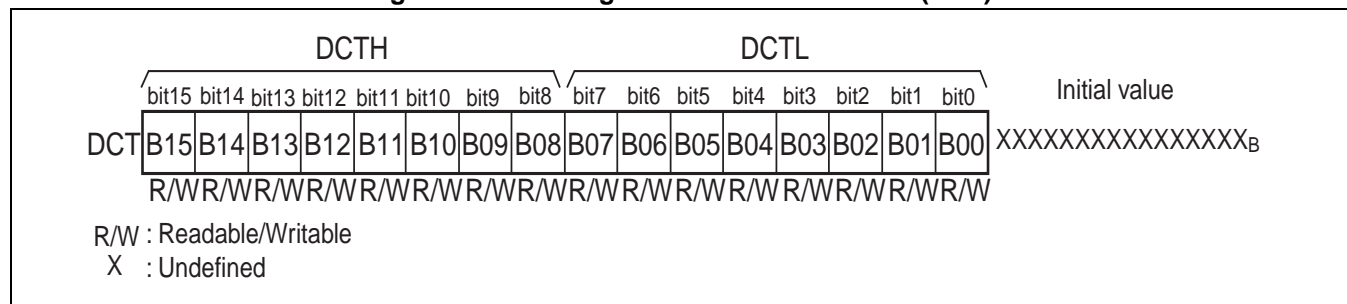 DCTH DCTL
bit15 bit14 bit13 bit12 bit11 bit10 bit9 bit8 bit7 bit6 bit5 bit4 bit3 bit2 bit1 bit0 Initial value
DCT B15 B14 B13 B12 B11 B10 B09 B08 B07 B06 B05 B04 B03 B02 B01 B00 XXXXXXXXXXXXXXXXB
R/W R/W R/W R/W R/W R/W R/W R/W R/W R/W R/W R/W R/W R/W R/W R/W
R/W : Readable/Writable
X : Undefined